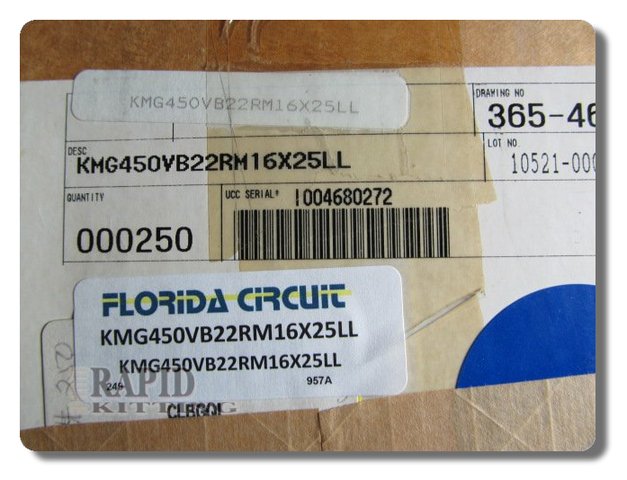 KMG450VB22RM16X25LL
DRAWING NO
365-46
DESC
KMG450VB22RM16X25LL
LOT NO.
10521-000
QUANTITY
000250
UCC SERIAL#
1004680272
FLORIDA CIRCUIT
KMG450VB22RM16X25LL
KMG450VB22RM16X25LL
957A
RAPID
KITTING